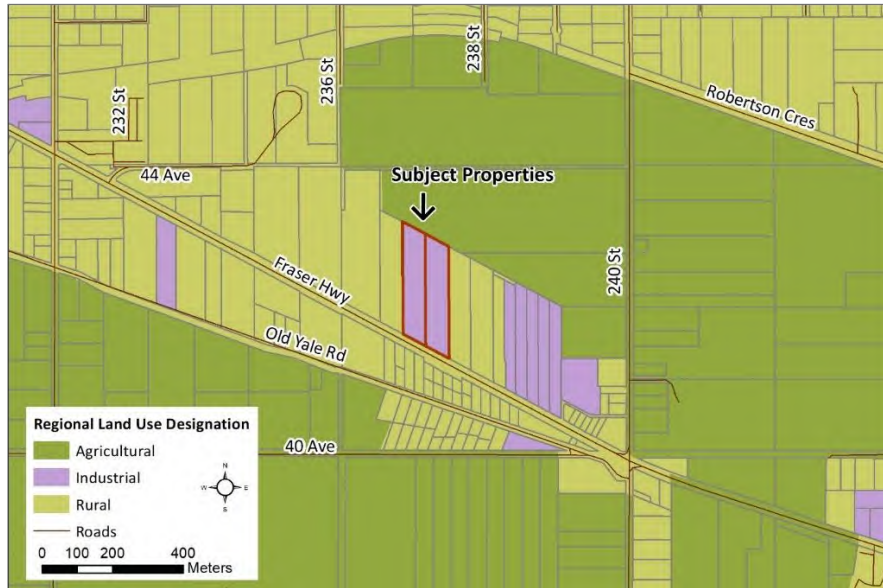 238 St
236 St
232 St
Robertson Cres
44 Ave
Subject Properties
240 St
Fraser Hwy
Old Yale Rd
40 Ave
Regional Land Use Designation
Agricultural
Industrial
Rural
Roads
N
W E
S
0 100 200 400
Meters